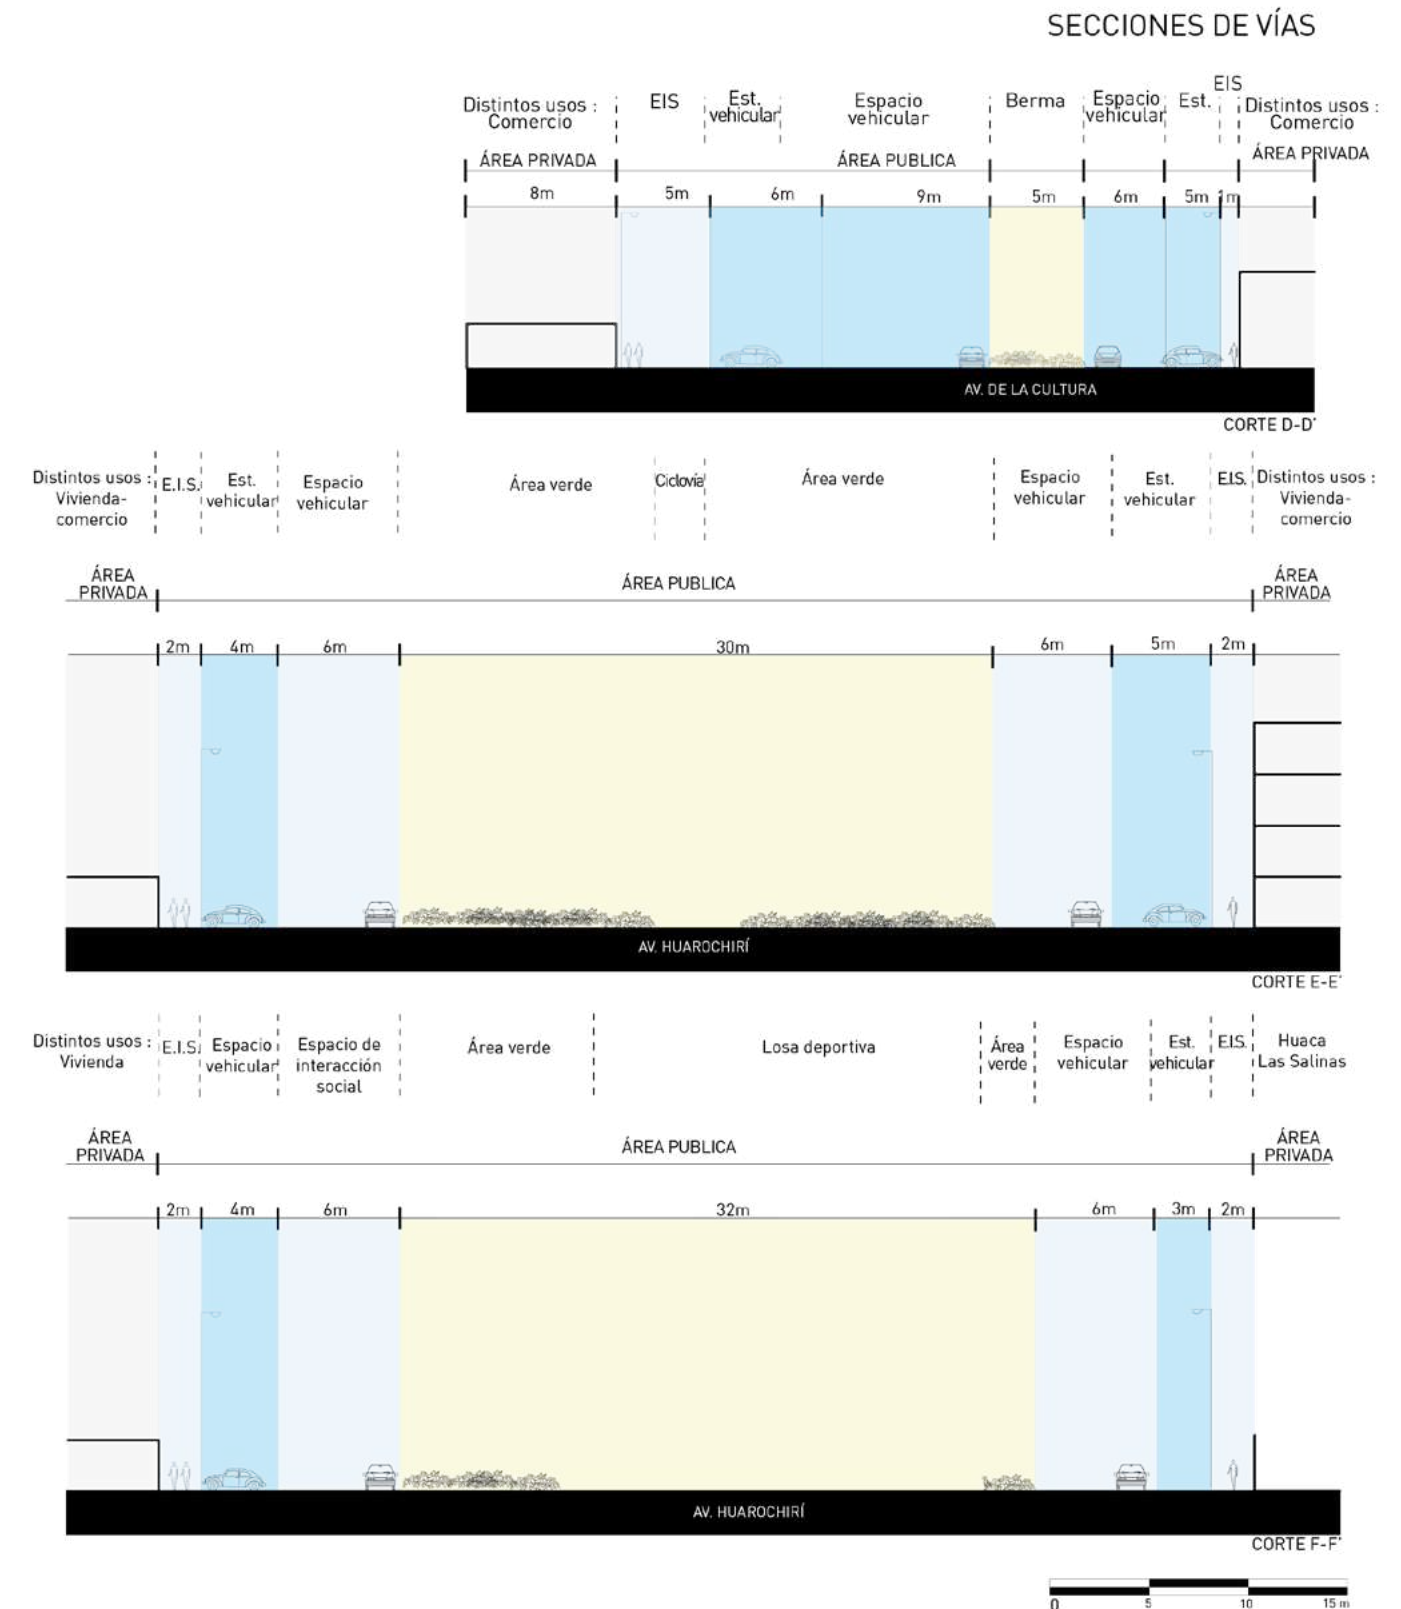 SECCIONES DE VÍAS
EIS
Distintos usos :
Comercio
EIS
Est.
vehicular
Espacio
vehicular
Berma
Espacio
vehicular
Est.
Distintos usos :
Comercio
ÁREA PRIVADA
ÁREA PUBLICA
ÁREA PRIVADA
8m
5m
6m
9m
5m
6m
5m
1m
AV. DE LA CULTURA
CORTE D-D'
Distintos usos :
Vivienda-
comercio
E.I.S.
Est.
vehicular
Espacio
vehicular
Área verde
Ciclovía
Área verde
Espacio
vehicular
Est.
vehicular
E.I.S.
Distintos usos :
Vivienda-
comercio
ÁREA
PRIVADA
ÁREA PUBLICA
ÁREA
PRIVADA
2m
4m
6m
30m
6m
5m
2m
AV. HUAROCHIRÍ
CORTE E-E'
Distintos usos :
Vivienda
E.I.S.
Espacio
vehicular
Espacio de
interacción
social
Área verde
Losa deportiva
Área
verde
Espacio
vehicular
Est.
vehicular
E.I.S.
Huaca
Las Salinas
ÁREA
PRIVADA
ÁREA PUBLICA
ÁREA
PRIVADA
2m
4m
6m
32m
6m
3m
2m
AV. HUAROCHIRÍ
CORTE F-F'
0 5 10 15 m